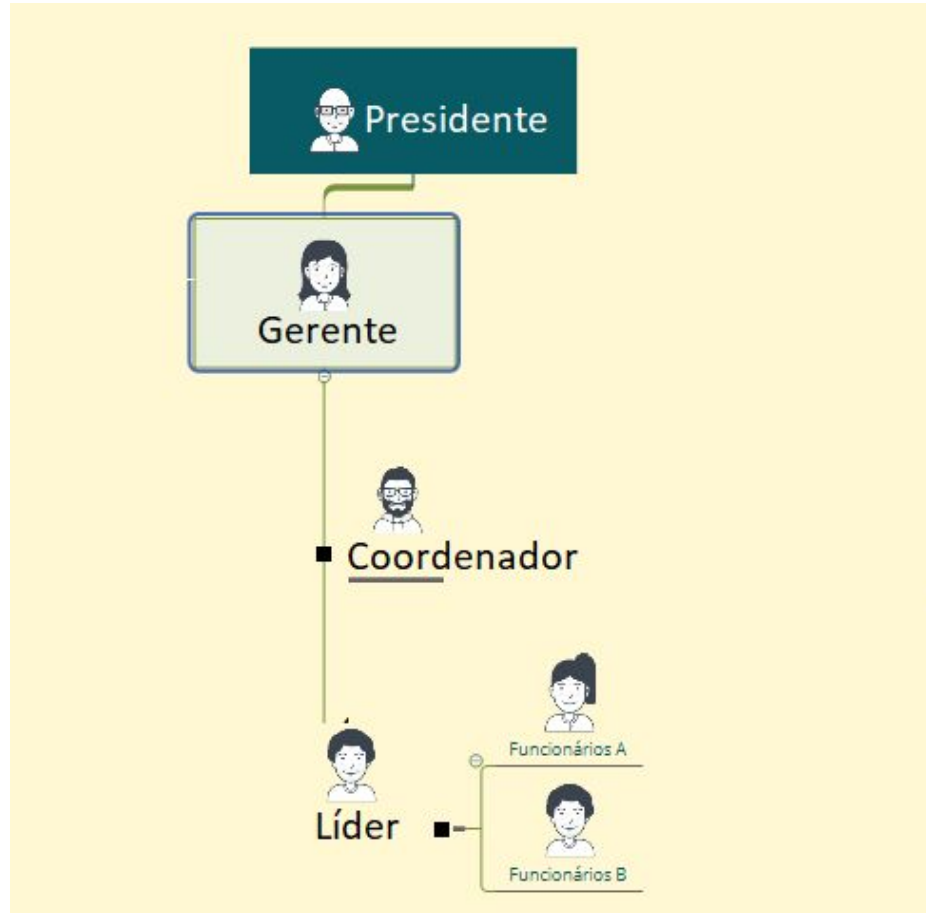 Presidente
Gerente
Coordenador
Funcionários A
Líder
Funcionários B